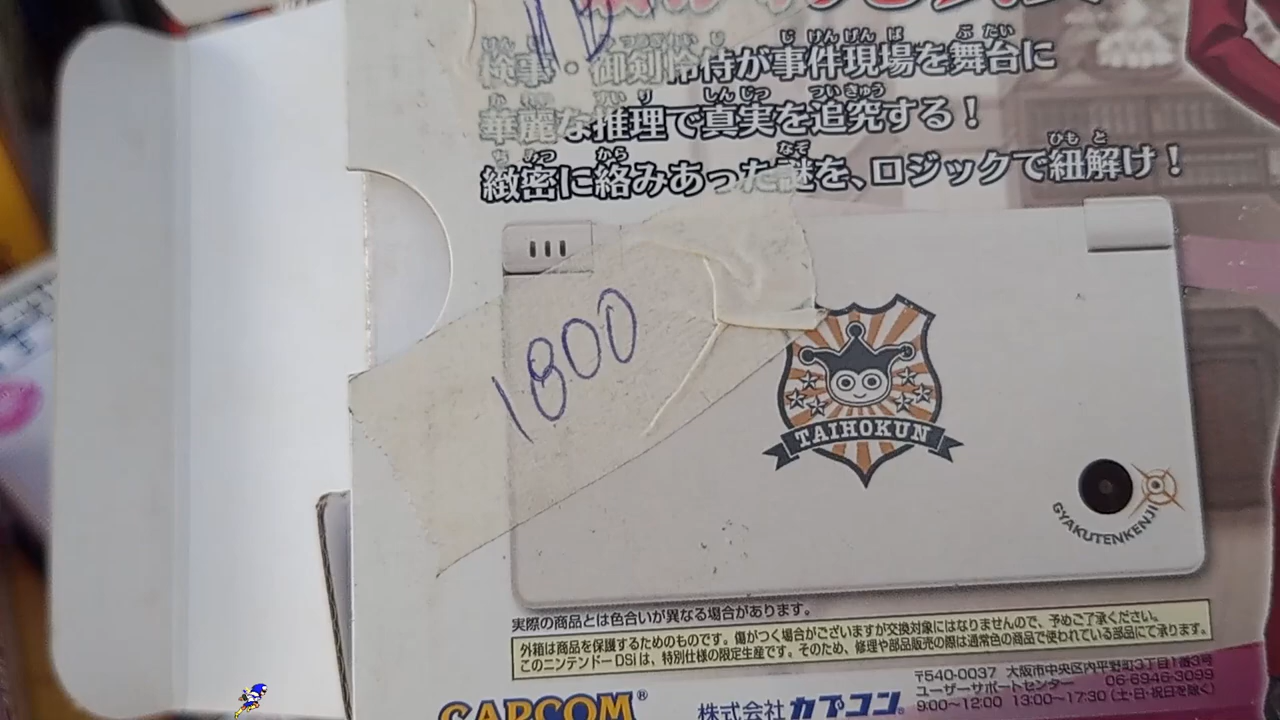 検事・御剣怜侍が事件現場を舞台に
華麗な推理で真実を追究する！
緻密に絡みあった謎を、ロジックで紐解け！
1800
TAIHOKUN
GYAKUTENKENJI
実際の商品とは色合いが異なる場合があります。
外箱は商品を保護するためのものです。傷がつく場合がございますが交換対象にはなりませんので、予めご了承ください。
このニンテンドーDSiは、特別仕様の限定生産です。そのため、修理や部品販売の際は通常色の商品で使われている部品にて承ります。
CAPCOM®
株式会社カプコン
〒540-0037 大阪市中央区内平野町3丁目1番3号
ユーザーサポートセンター 06-6946-3099
9:00〜12:00 13:00〜17:30 (土・日・祝日を除く)